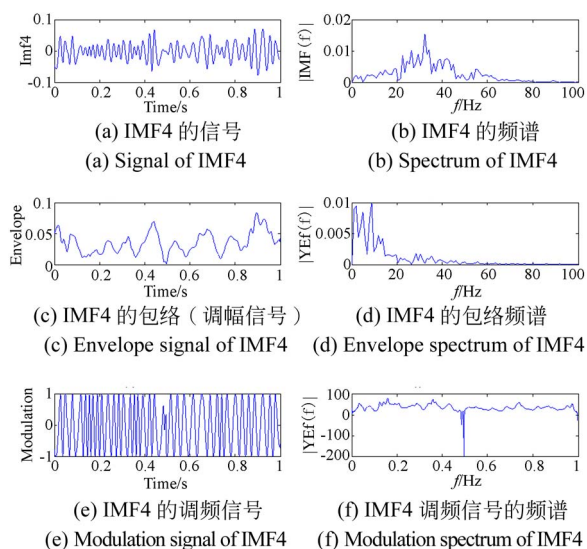 0.1
0
-0.1
Imf4
0 0.2 0.4 0.6 0.8 1
Time/s
0.02
0.01
0
|IMF(f)|
0 20 40 60 80 100
f/Hz
(a) IMF4 的信号
(a) Signal of IMF4
(b) IMF4 的频谱
(b) Spectrum of IMF4
0.1
0.05
0
Envelope
0 0.2 0.4 0.6 0.8 1
Time/s
0.01
0.005
0
|YEf(f)|
0 20 40 60 80 100
f/Hz
(c) IMF4 的包络（调幅信号）
(c) Envelope signal of IMF4
(d) IMF4 的包络频谱
(d) Envelope spectrum of IMF4
1
0
-1
Modulation
0 0.2 0.4 0.6 0.8 1
Time/s
100
0
-100
-200
|YEf(f)|
0 0.2 0.4 0.6 0.8 1
f/Hz
(e) IMF4 的调频信号
(e) Modulation signal of IMF4
(f) IMF4 调频信号的频谱
(f) Modulation spectrum of IMF4